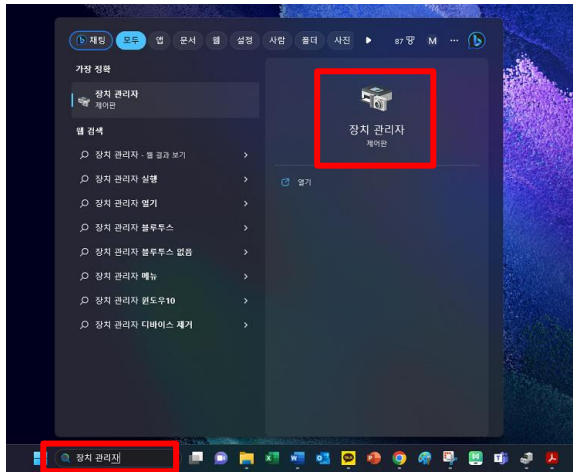 채팅 모두 앱 문서 웹 설정 사람 폴더 사진 87 M
가장 정확
장치 관리자
제어판
웹 검색
장치 관리자 - 웹 결과 보기
장치 관리자 실행
장치 관리자 열기
장치 관리자 블루투스
장치 관리자 블루투스 없음
장치 관리자 메뉴
장치 관리자 윈도우10
장치 관리자 디바이스 제거
장치 관리자
제어판
열기
장치 관리자